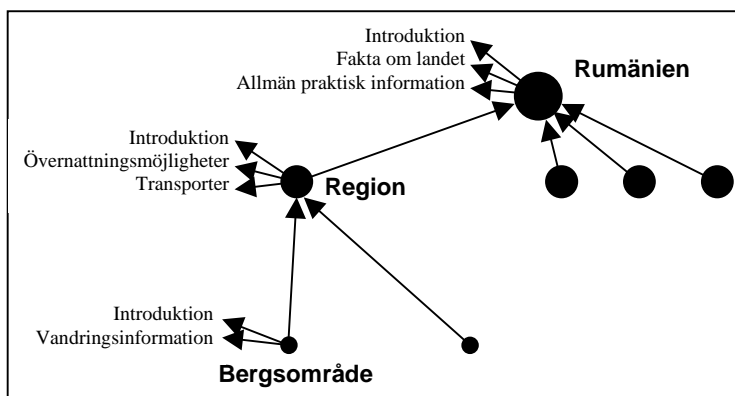 Introduktion
Fakta om landet
Allmän praktisk information
Rumänien
Introduktion
Övernattningsmöjligheter
Transporter
Region
Introduktion
Vandringsinformation
Bergsområde